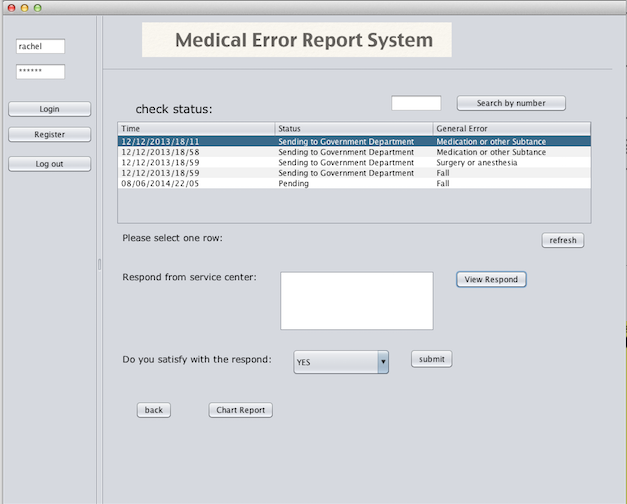 rachel
******
Login
Register
Log out
Medical Error Report System
check status:
Search by number
Time Status General Error
12/12/2013/18/11 Sending to Government Department Medication or other Subtance
12/12/2013/18/58 Sending to Government Department Medication or other Subtance
12/12/2013/18/59 Sending to Government Department Surgery or anesthesia
12/12/2013/18/59 Sending to Government Department Fall
08/06/2014/22/05 Pending Fall
Please select one row:
refresh
Respond from service center:
View Respond
Do you satisfy with the respond:
YES
submit
back
Chart Report